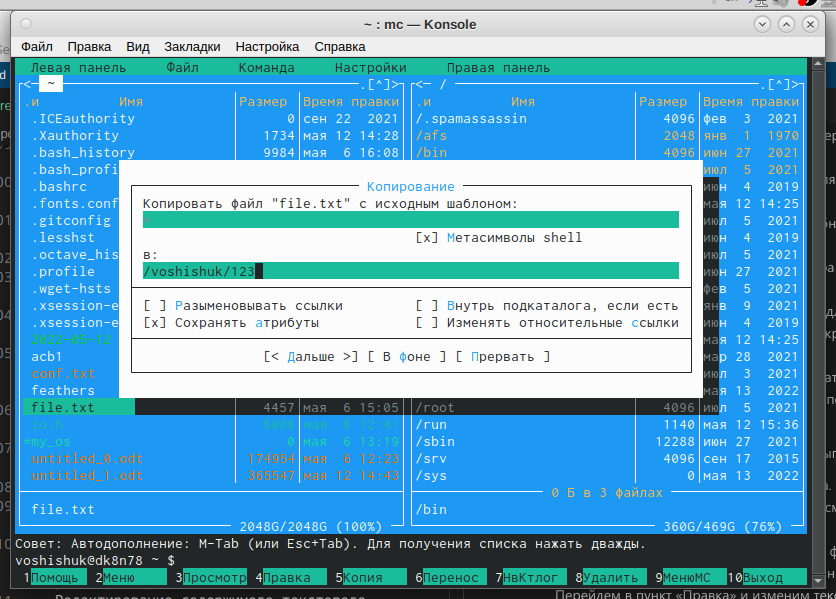 ~ : mc — Konsole
Файл Правка Вид Закладки Настройка Справка
Левая панель Файл Команда Настройки Правая панель
<─ ~ .[^]> <─ / .[^]>
.и Имя Размер Время правки .и Имя Размер Время правки
.ICEauthority 0 сен 22 2021 /.spamassassin 4096 фев 3 2021
.Xauthority 1734 мая 12 14:28 /afs 2048 янв 1 1970
.bash_history 9984 мая 6 16:08 /bin 4096 июн 27 2021
.bash_profi июл 5 2021
Копирование
.bashrc июн 4 2019
Копировать файл "file.txt" с исходным шаблоном:
.fonts.conf мая 12 14:25
.gitconfig июл 5 2021
.lesshst [x] Метасимволы shell июн 4 2019
.octave_his в: июл 5 2021
.profile /voshishuk/123 июн 27 2021
.wget-hsts фев 5 2021
.xsession-e [ ] Разыменовывать ссылки [ ] Внутрь подкаталога, если есть янв 9 2021
.xsession-e [x] Сохранять атрибуты [ ] Изменять относительные ссылки июн 4 2019
2022-05-12 мая 12 14:25
acb1 [< Дальше >] [ В фоне ] [ Прервать ] мар 28 2021
conf.txt июл 3 2021
feathers мая 13 2022
file.txt 4457 мая 6 15:05 /root 4096 июл 5 2021
io.h 5086 мая 6 12:41 /run 1140 мая 12 15:36
*my_os 0 мая 6 13:19 /sbin 12288 июн 27 2021
untitled_0.odt 174954 мая 6 12:23 /srv 4096 сен 17 2015
untitled_1.odt 365547 мая 12 14:43 /sys 0 мая 13 2022
0 Б в 3 файлах
file.txt /bin
2048G/2048G (100%) 360G/469G (76%)
Совет: Автодополнение: M-Tab (или Esc+Tab). Для получения списка нажать дважды.
voshishuk@dk8n78 ~ $
1Помощь 2Меню 3Просмотр 4Правка 5Копия 6Перенос 7НвКтлог 8Удалить 9МенюMC 10Выход
Перейдем в пункт «Правка» и изменим тек